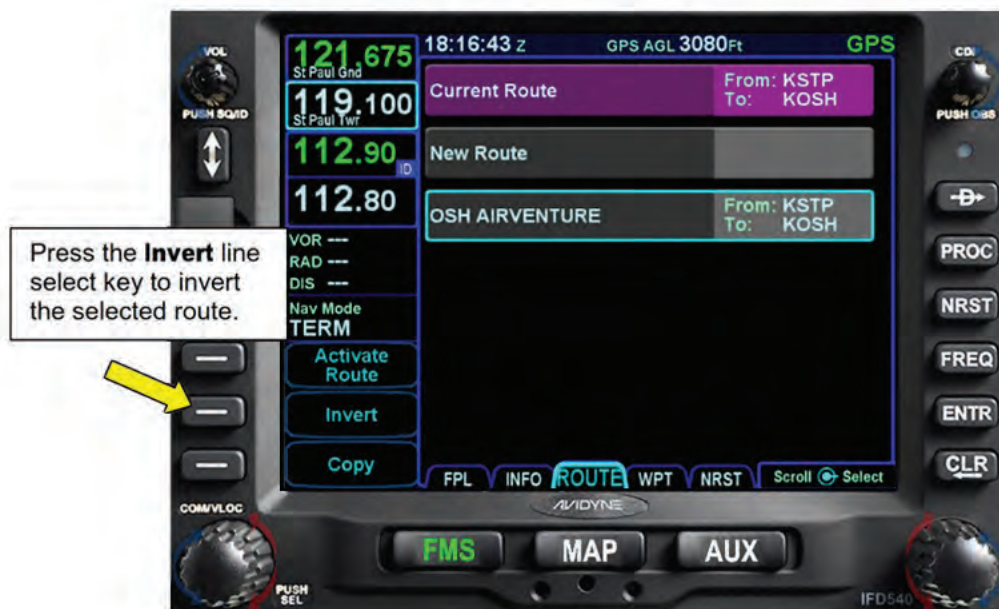 VOL
PUSH SQ/ID
121.675
St Paul Gnd
119.100
St Paul Twr
112.90
ID
112.80
VOR ---
RAD ---
DIS ---
Nav Mode
TERM
Activate
Route
Invert
Copy
18:16:43 Z GPS AGL 3080Ft GPS
Current Route
From: KSTP
To: KOSH
New Route
OSH AIRVENTURE
From: KSTP
To: KOSH
FPL INFO ROUTE WPT NRST Scroll Select
Press the Invert line
select key to invert
the selected route.
CDI
PUSH OBS
D
PROC
NRST
FREQ
ENTR
CLR
COM/VLOC
PUSH
SEL
AVIDYNE
FMS MAP AUX
IFD540